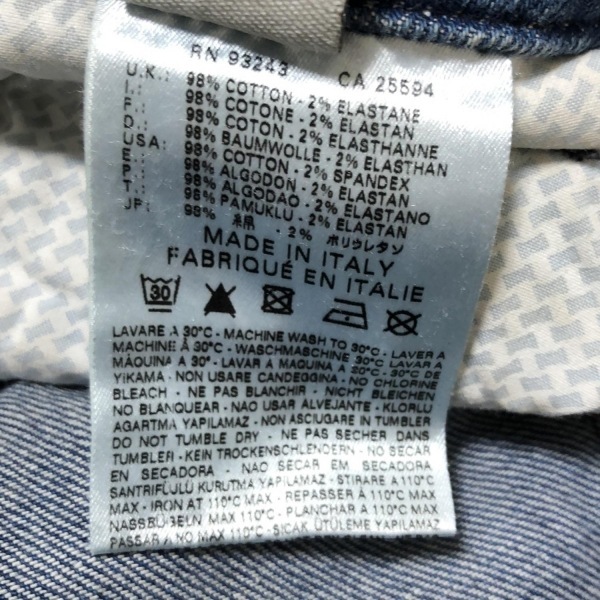 RN 93243 CA 25594
U.K.: 98% COTTON - 2% ELASTANE
I.: 98% COTONE - 2% ELASTAN
F.: 98% COTON - 2% ELASTHANNE
D.: 98% BAUMWOLLE - 2% ELASTHAN
USA: 98% COTTON - 2% SPANDEX
E.: 98% ALGODON - 2% ELASTAN
P.: 98% ALGODAO - 2% ELASTANO
T.: 98% PAMUKLU - 2% ELASTAN
JP: 98% 綿 - 2% ポリウレタン
MADE IN ITALY
FABRIQUÉ EN ITALIE
30
LAVARE A 30°C - MACHINE WASH TO 30°C - LAVER A
MACHINE À 30°C - WASCHMASCHINE 30°C LAVAR A
MÁQUINA A 30° - LAVAR A MAQUINA A 20°C - 30°C DE
YIKAMA - NON USARE CANDEGGINA - NO CHLORINE
BLEACH - NE PAS BLANCHIR - NICHT BLEICHEN
NO BLANQUEAR - NAO USAR ALVEJANTE - KLORLU
AGARTMA YAPILAMAZ - NON ASCIUGARE IN TUMBLER
DO NOT TUMBLE DRY - NE PAS SECHER DANS
TUMBLER - KEIN TROCKENSCHLENDERN - NO SECAR
EN SECADORA - NAO SECAR EM SECADORA
SANTRIFÜLÜ KURUTMA YAPILAMAZ - STIRARE A 110°C
MAX - IRON AT 110°C MAX - REPASSER À 110°C MAX
NASSBÜGELN MAX 110°C - PLANCHAR A 110°C MAX
PASSAR A NO MAX 110°C - SICAK ÜTÜLEME YAPILAMAZ